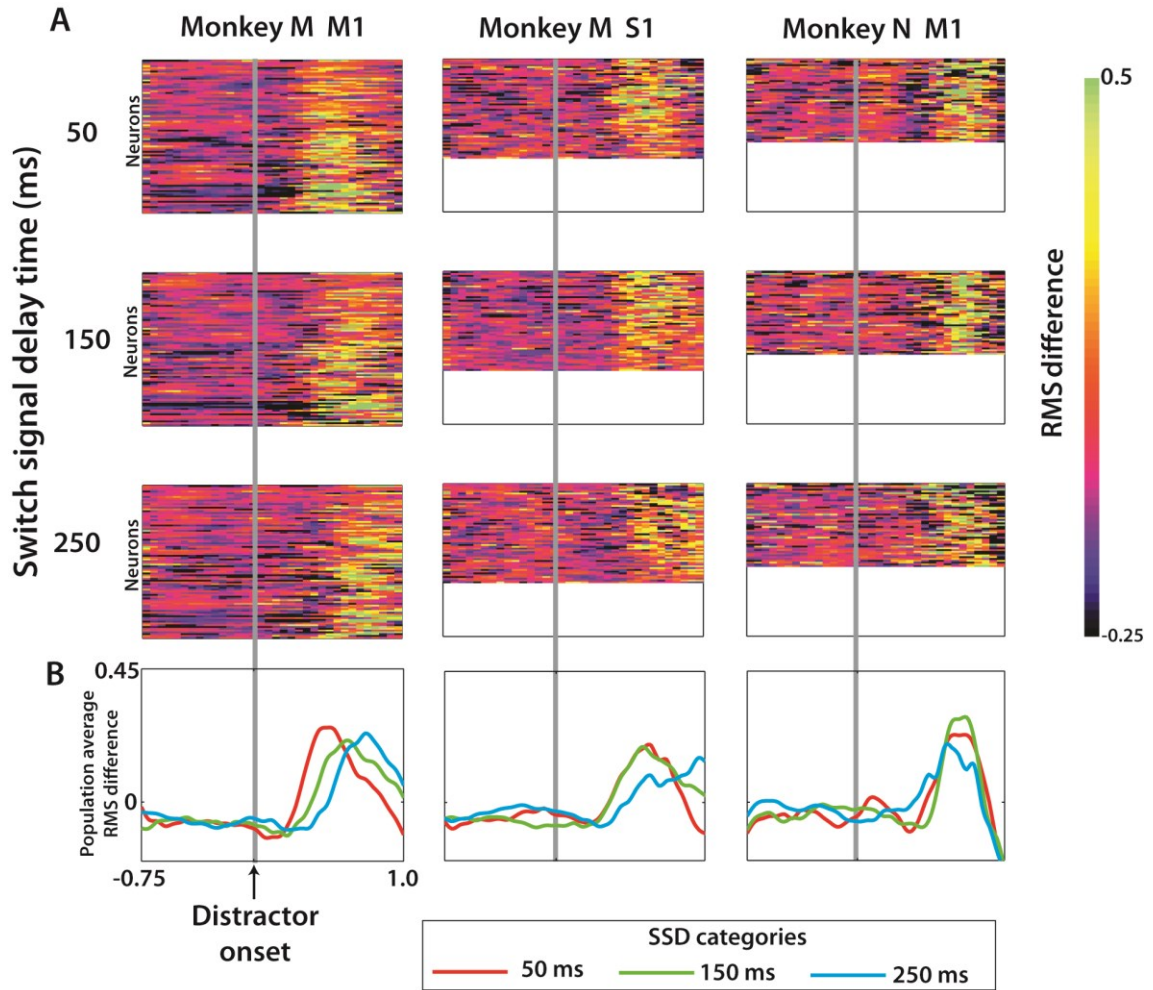 A
Monkey M M1
Monkey M S1
Monkey N M1
Switch signal delay time (ms)
50
Neurons
150
Neurons
250
Neurons
0.5
RMS difference
-0.25
B
Population average
RMS difference
0.45
0
-0.75
1.0
Distractor
onset
SSD categories
50 ms
150 ms
250 ms